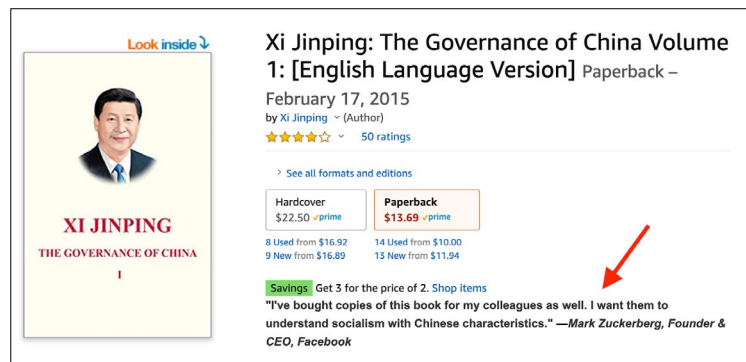 Look inside
XI JINPING
THE GOVERNANCE OF CHINA
I
Xi Jinping: The Governance of China Volume
1: [English Language Version] Paperback –
February 17, 2015
by Xi Jinping (Author)
50 ratings
See all formats and editions
Hardcover
$22.50 prime
Paperback
$13.69 prime
8 Used from $16.92
9 New from $16.89
14 Used from $10.00
13 New from $11.94
Savings Get 3 for the price of 2. Shop items
"I've bought copies of this book for my colleagues as well. I want them to
understand socialism with Chinese characteristics." —Mark Zuckerberg, Founder &
CEO, Facebook